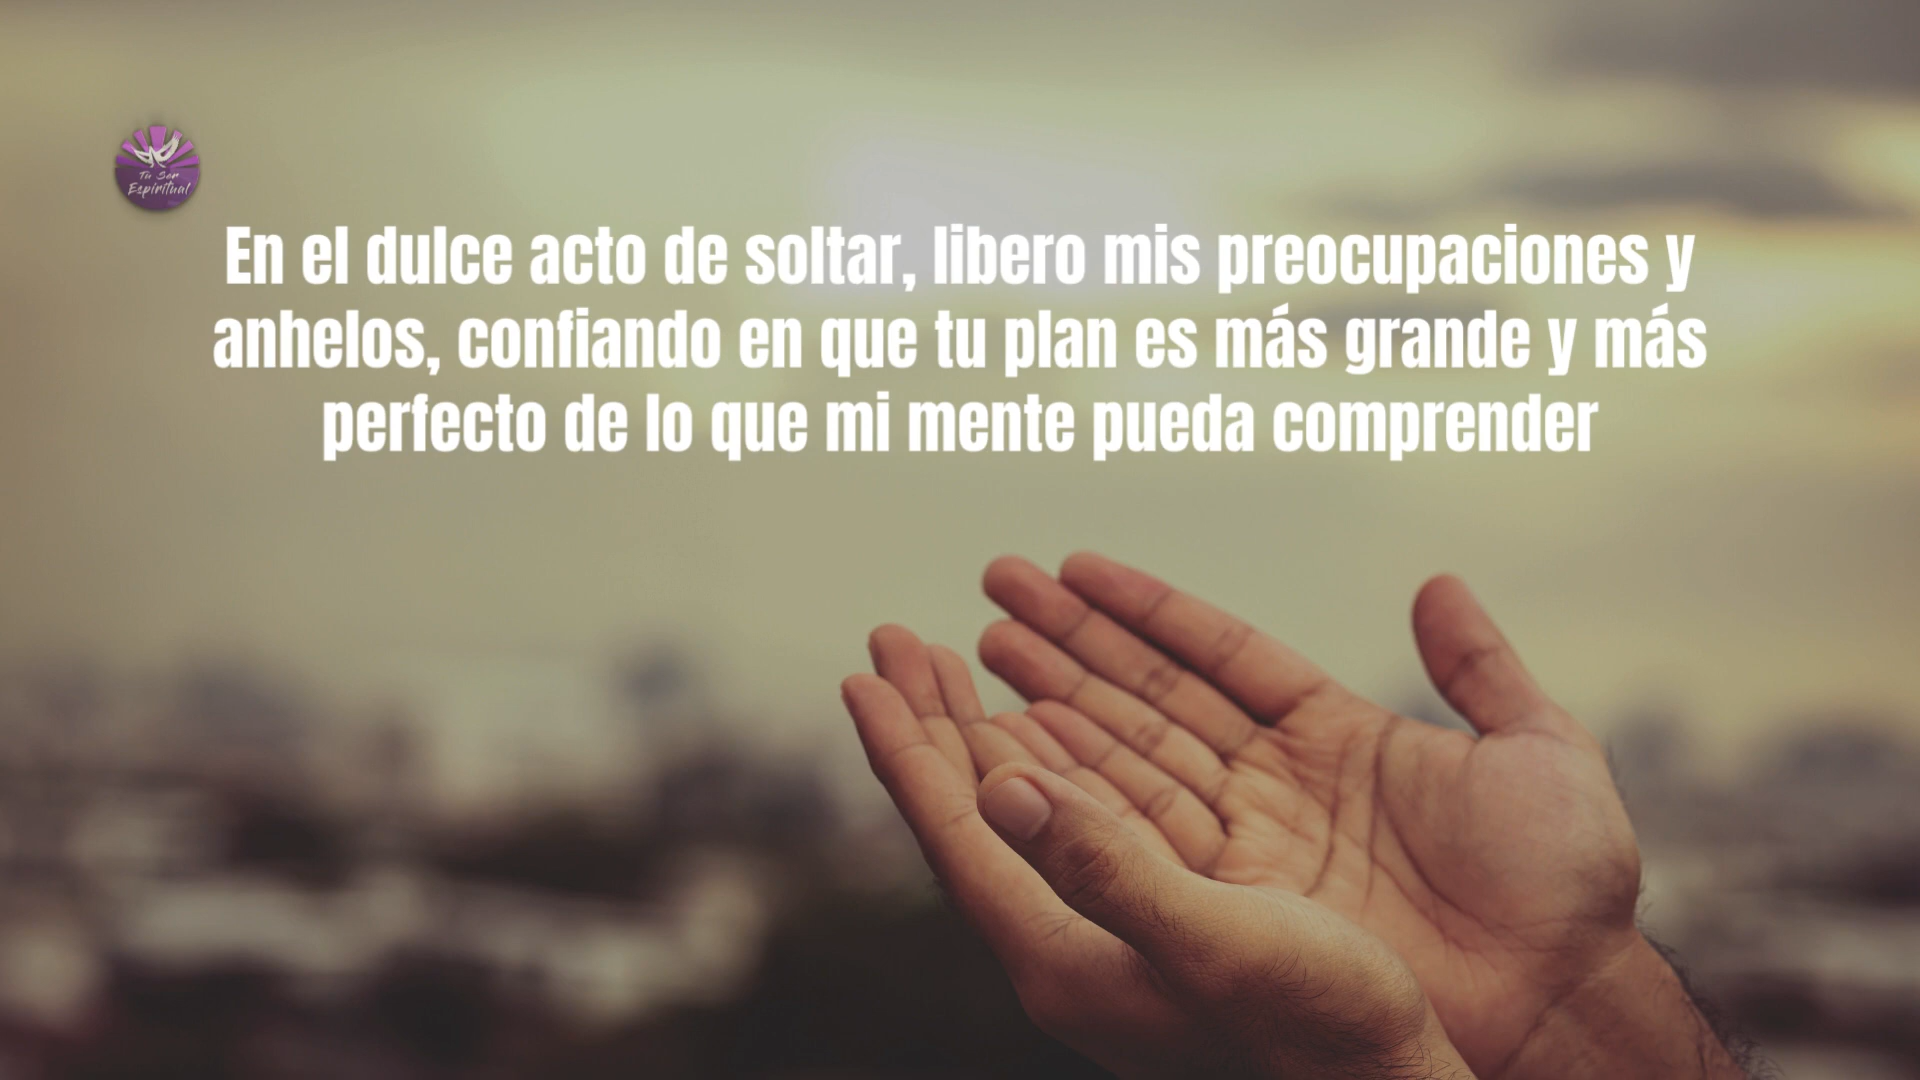 Tu Ser
Espiritual
En el dulce acto de soltar, libero mis preocupaciones y
anhelos, confiando en que tu plan es más grande y más
perfecto de lo que mi mente pueda comprender